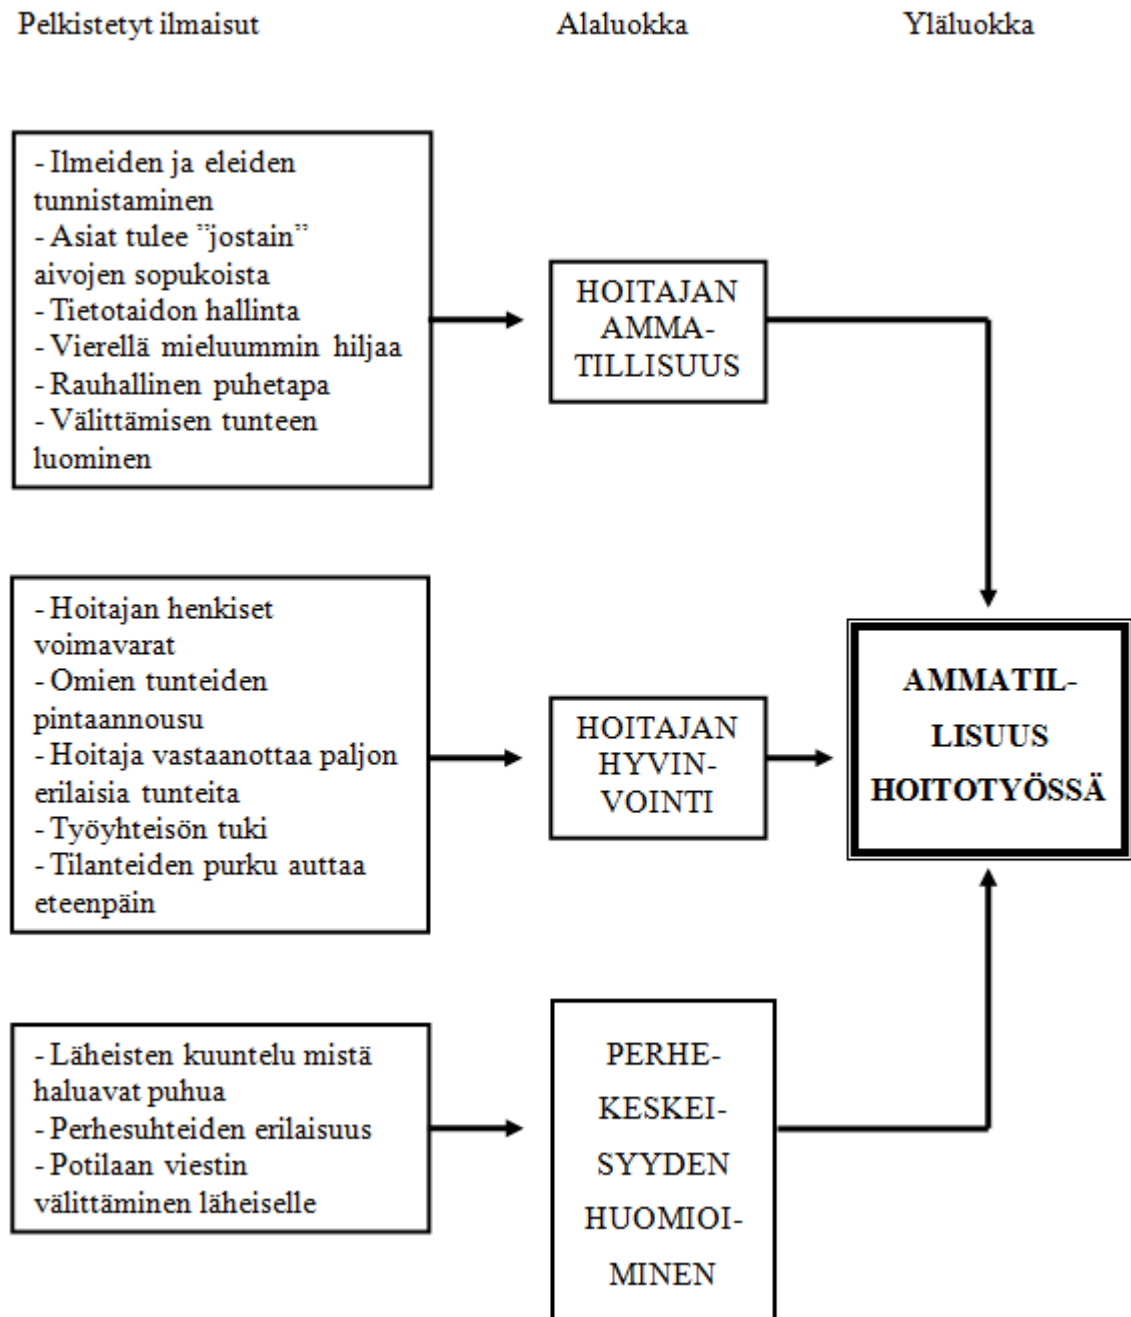 Pelkistetyt ilmaisut
Alaluokka
Yläluokka
- Ilmeiden ja eleiden
tunnistaminen
- Asiat tulee ”jostain”
aivojen sopukoista
- Tietotaidon hallinta
- Vierellä mieluummin hiljaa
- Rauhallinen puhetapa
- Välittämisen tunteen
luominen
HOITAJAN
AMMA-
TILLISUUS
- Hoitajan henkiset
voimavarat
- Omien tunteiden
pintaannousu
- Hoitaja vastaanottaa paljon
erilaisia tunteita
- Työyhteisön tuki
- Tilanteiden purku auttaa
eteenpäin
HOITAJAN
HYVIN-
VOINTI
AMMATIL-
LISUUS
HOITOTYÖSSÄ
- Läheisten kuuntelu mistä
haluavat puhua
- Perhesuhteiden erilaisuus
- Potilaan viestin
välittäminen läheiselle
PERHE-
KESKEI-
SYYDEN
HUOMIOI-
MINEN